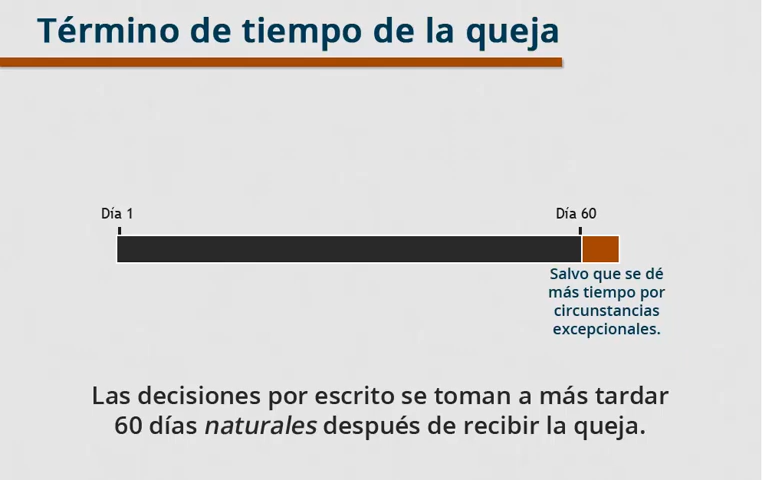 Término de tiempo de la queja
Día 1
Día 60
Salvo que se dé
más tiempo por
circunstancias
excepcionales.
Las decisiones por escrito se toman a más tardar
60 días naturales después de recibir la queja.